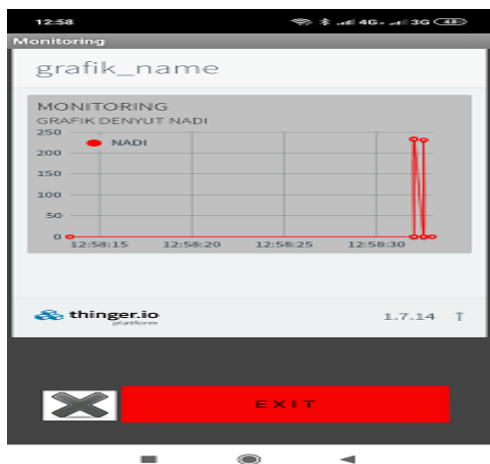 12:58
4G 3G 48
Monitoring
grafik_name
MONITORING
GRAFIK DENYUT NADI
250
NADI
200
150
100
50
0
12:58:15 12:58:20 12:58:25 12:58:30
thinger.io
platform
1.7.14
EXIT